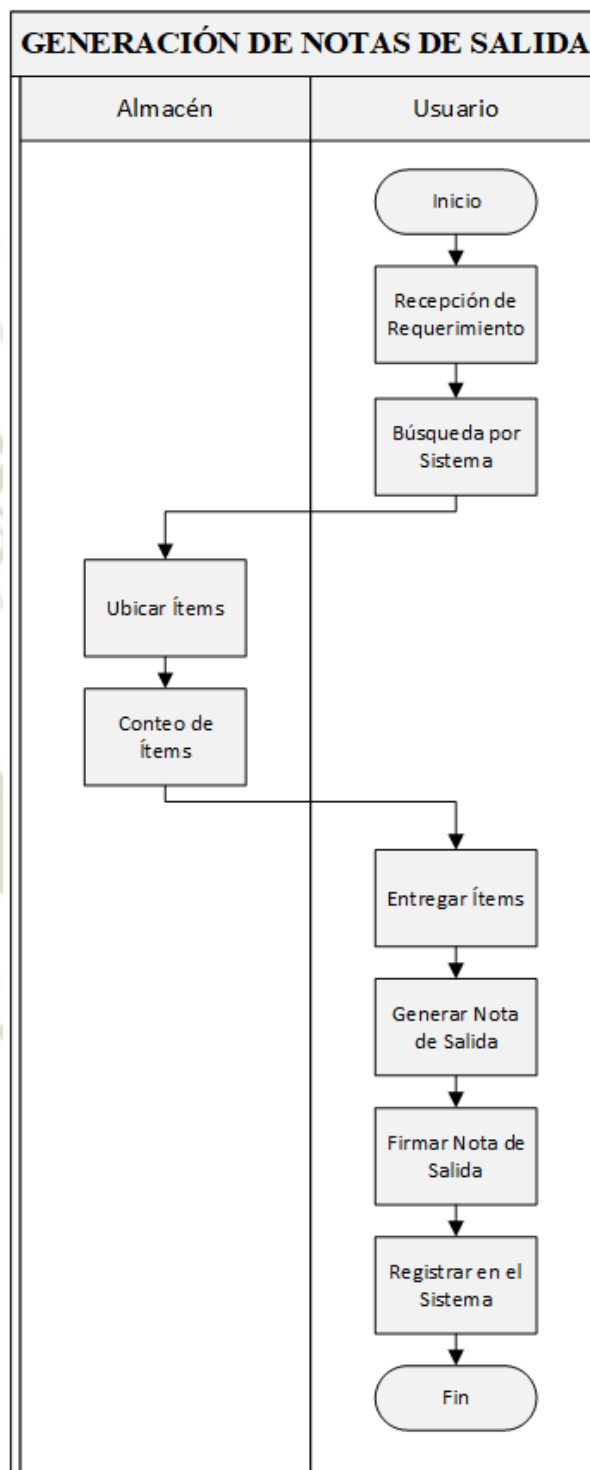 GENERACIÓN DE NOTAS DE SALIDA
Almacén
Usuario
Inicio
Recepción de
Requerimiento
Búsqueda por
Sistema
Ubicar Ítems
Conteo de
Ítems
Entregar Ítems
Generar Nota
de Salida
Firmar Nota de
Salida
Registrar en el
Sistema
Fin